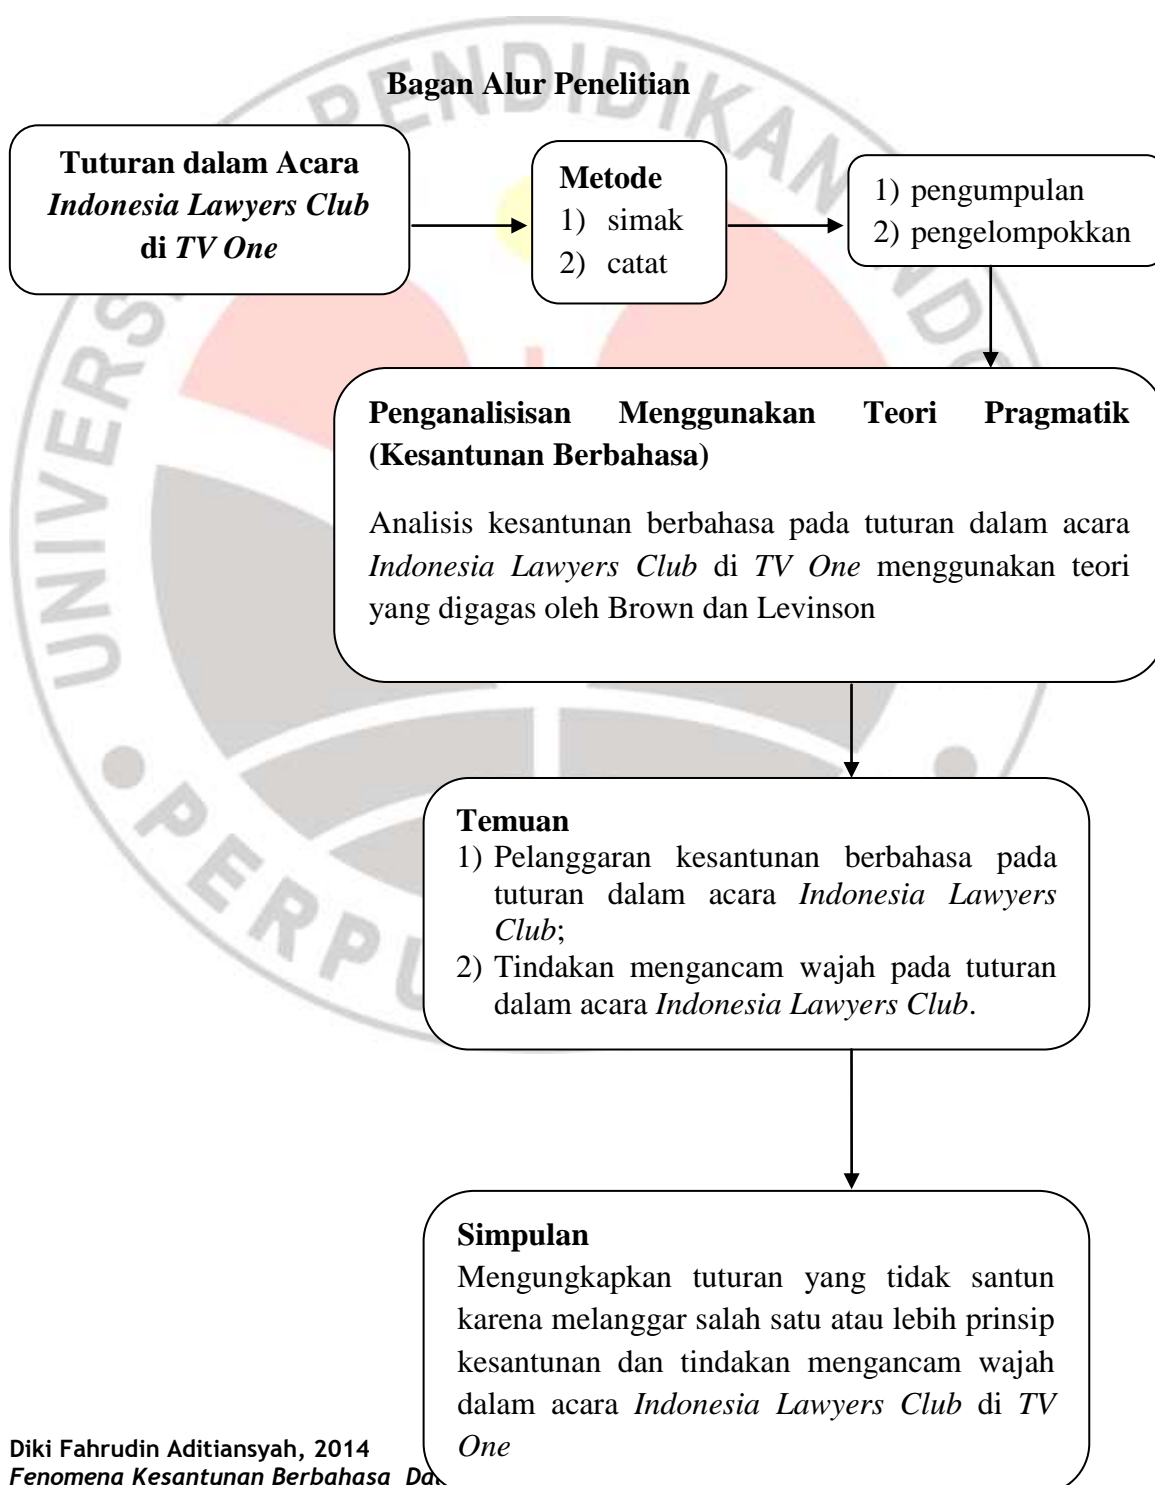 Bagan Alur Penelitian
Tuturan dalam Acara
Indonesia Lawyers Club
di TV One
Metode
1) simak
2) catat
1) pengumpulan
2) pengelompokkan
Penganalisisan Menggunakan Teori Pragmatik
(Kesantunan Berbahasa)
Analisis kesantunan berbahasa pada tuturan dalam acara
Indonesia Lawyers Club di TV One menggunakan teori
yang digagas oleh Brown dan Levinson
Temuan
1) Pelanggaran kesantunan berbahasa pada
tuturan dalam acara Indonesia Lawyers
Club;
2) Tindakan mengancam wajah pada tuturan
dalam acara Indonesia Lawyers Club.
Simpulan
Mengungkapkan tuturan yang tidak santun
karena melanggar salah satu atau lebih prinsip
kesantunan dan tindakan mengancam wajah
dalam acara Indonesia Lawyers Club di TV
One
Diki Fahrudin Aditiansyah, 2014
Fenomena Kesantunan Berbahasa